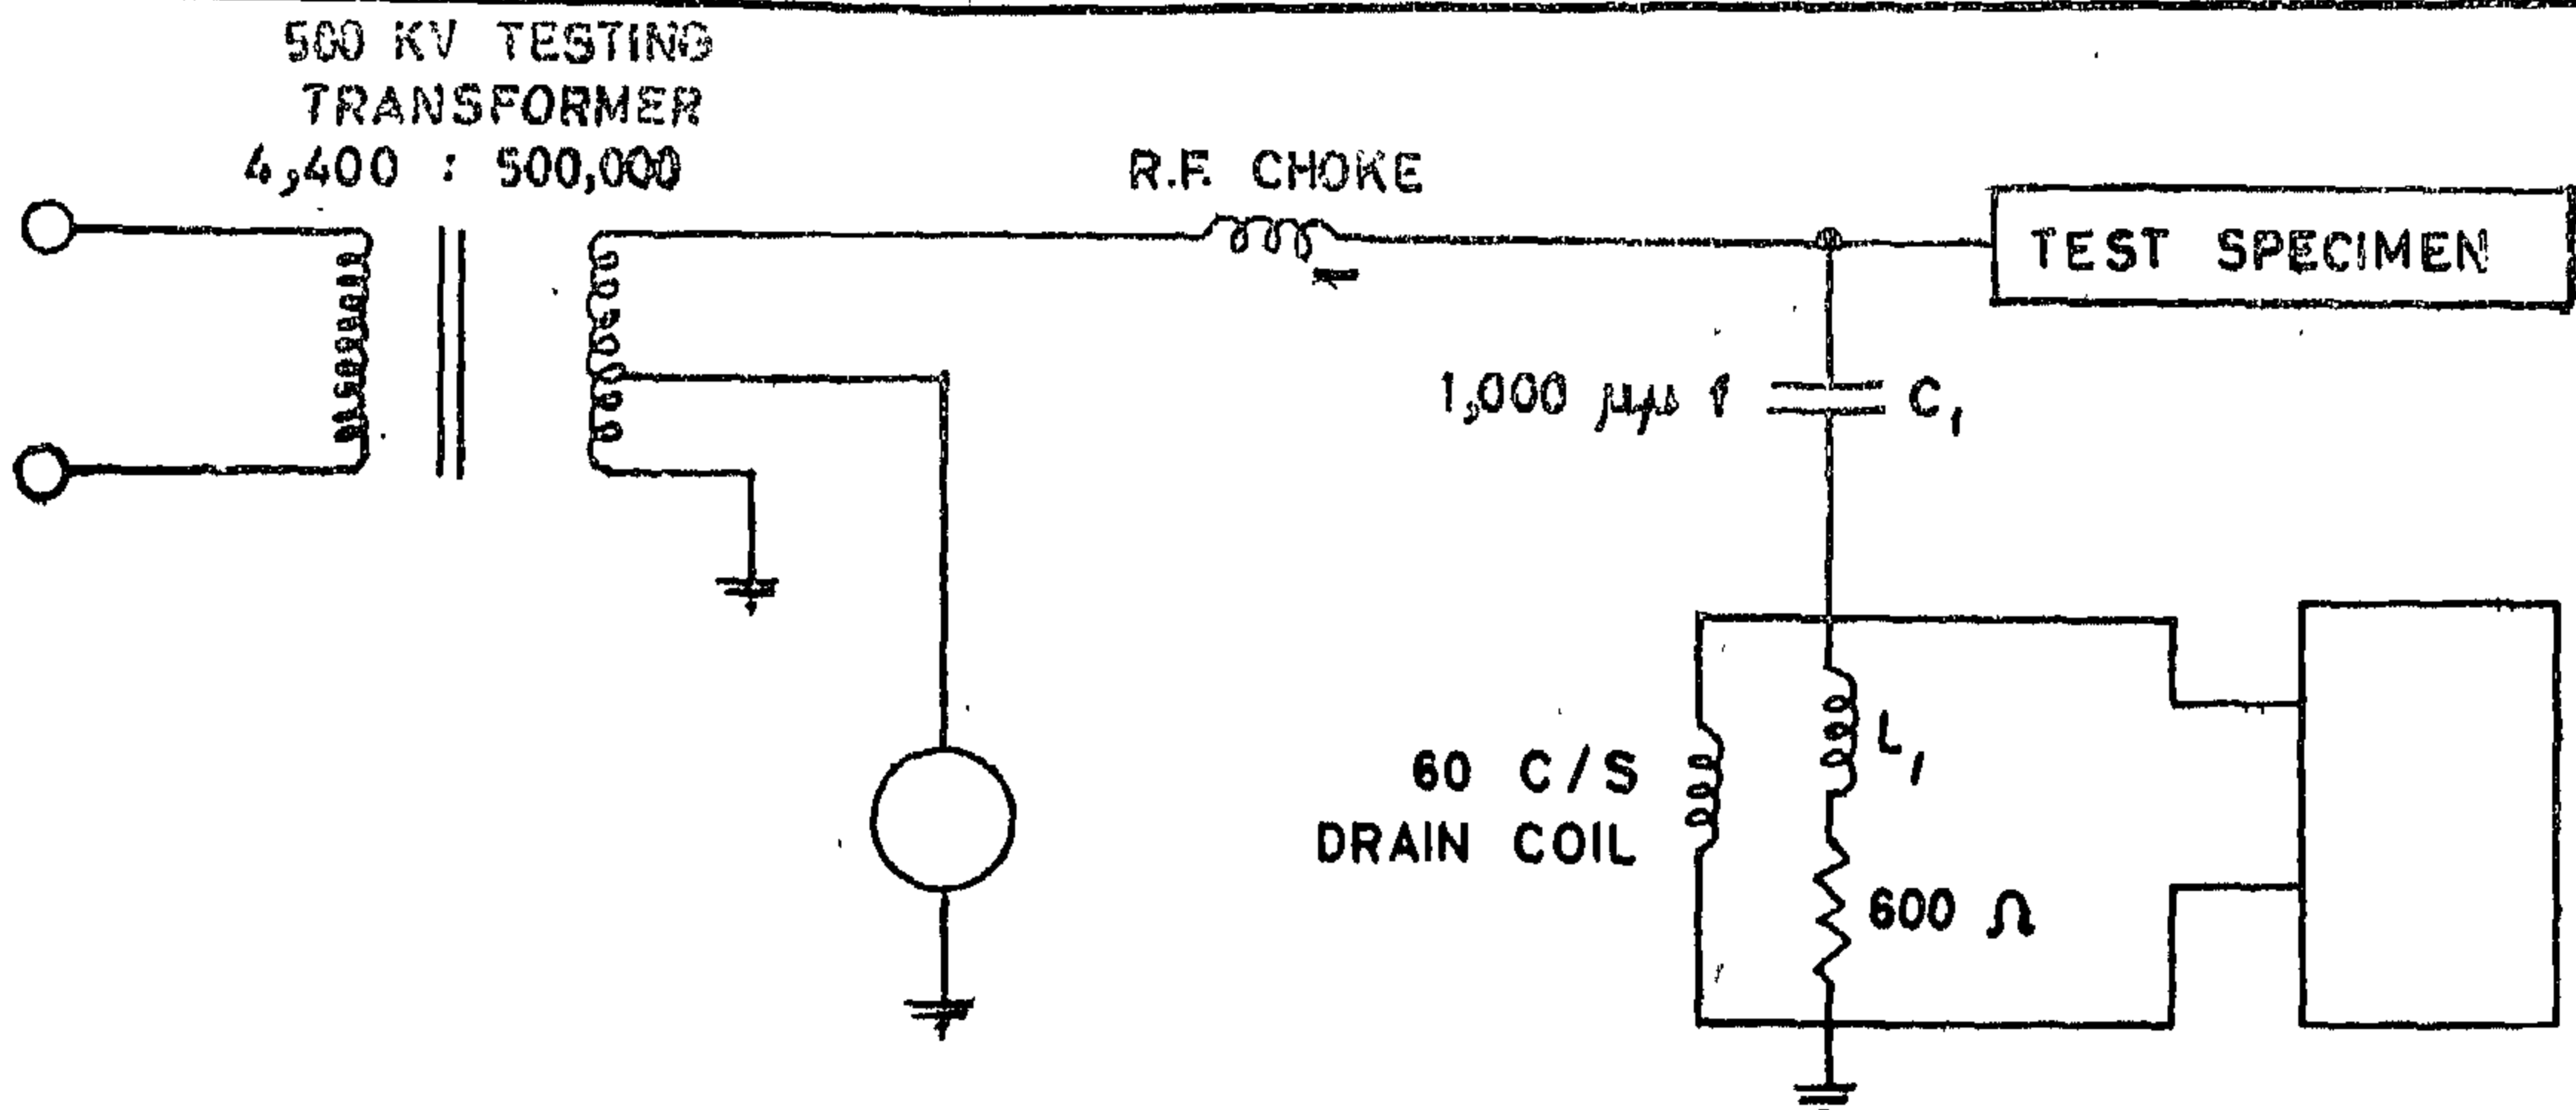 500 KV TESTING
TRANSFORMER
4,400 : 500,000
R.F. CHOKE
TEST SPECIMEN
1,000 μμf C₁
L₁
60 C/S
DRAIN COIL
600 Ω